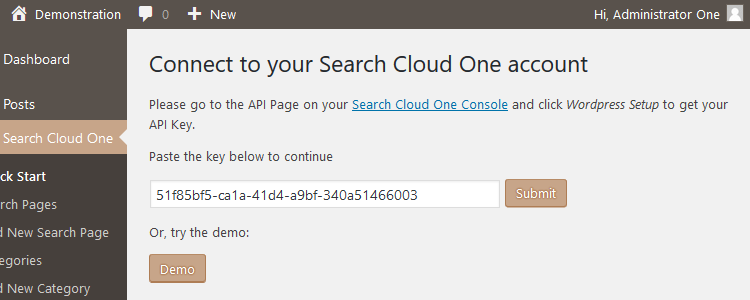 Demonstration 0 New Hi, Administrator One
Dashboard
Posts
Search Cloud One
ck Start
rch Pages
d New Search Page
egories
d New Category
Connect to your Search Cloud One account
Please go to the API Page on your Search Cloud One Console and click Wordpress Setup to get your
API Key.
Paste the key below to continue
51f85bf5-ca1a-41d4-a9bf-340a51466003 Submit
Or, try the demo:
Demo